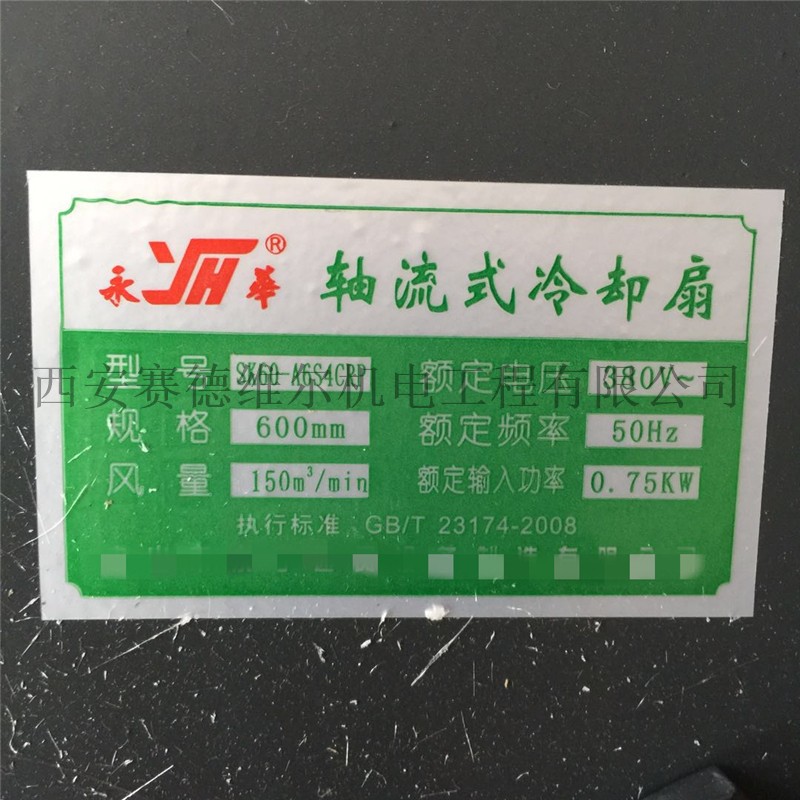 永 YH 华 ® 轴流式冷却扇
型号 SK60-A6S4CPP 额定电压 380V~
西安赛德维尔机电工程有限公司
规格 600mm 额定频率 50Hz
风量 150m³/min 额定输入功率 0.75KW
执行标准:GB/T 23174-2008